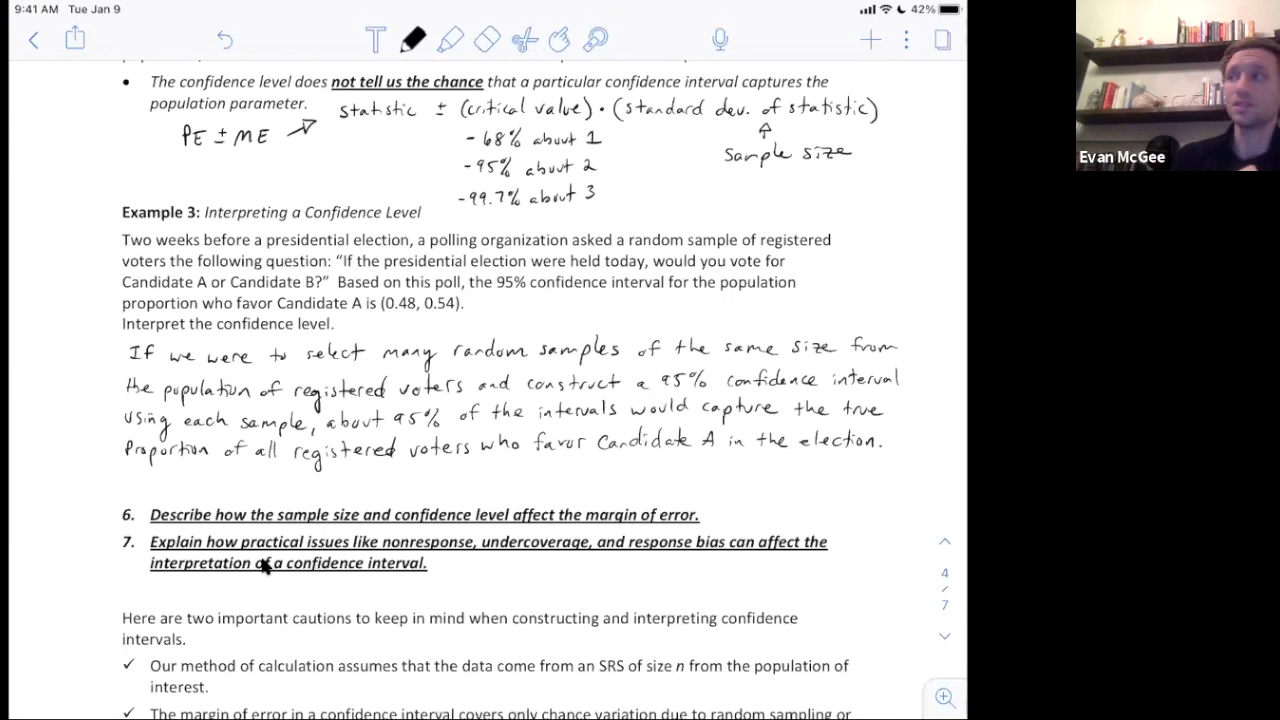 9:41 AM Tue Jan 9
42%
• The confidence level does not tell us the chance that a particular confidence interval captures the
population parameter.
statistic ± (critical value) • (standard dev. of statistic)
PE ± ME
- 68% about 1
- 95% about 2
- 99.7% about 3
sample size
Evan McGee
Example 3: Interpreting a Confidence Level
Two weeks before a presidential election, a polling organization asked a random sample of registered
voters the following question: “If the presidential election were held today, would you vote for
Candidate A or Candidate B?” Based on this poll, the 95% confidence interval for the population
proportion who favor Candidate A is (0.48, 0.54).
Interpret the confidence level.
If we were to select many random samples of the same size from
the population of registered voters and construct a 95% confidence interval
using each sample, about 95% of the intervals would capture the true
proportion of all registered voters who favor Candidate A in the election.
6. Describe how the sample size and confidence level affect the margin of error.
7. Explain how practical issues like nonresponse, undercoverage, and response bias can affect the
interpretation of a confidence interval.
4
/
7
Here are two important cautions to keep in mind when constructing and interpreting confidence
intervals.
✓ Our method of calculation assumes that the data come from an SRS of size n from the population of
interest.
✓ The margin of error in a confidence interval covers only chance variation due to random sampling or